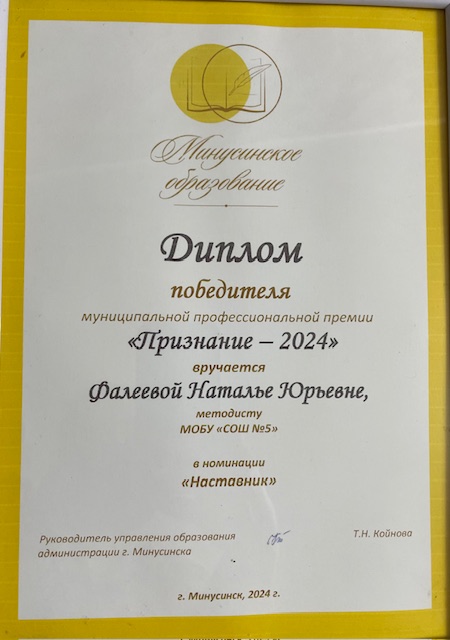 Минусинское
образование
Диплом
победителя
муниципальной профессиональной премии
«Признание – 2024»
вручается
Фалеевой Наталье Юрьевне,
методисту
МОБУ «СОШ №5»
в номинации
«Наставник»
Руководитель управления образования
администрации г. Минусинска
Т.Н. Койнова
г. Минусинск, 2024 г.